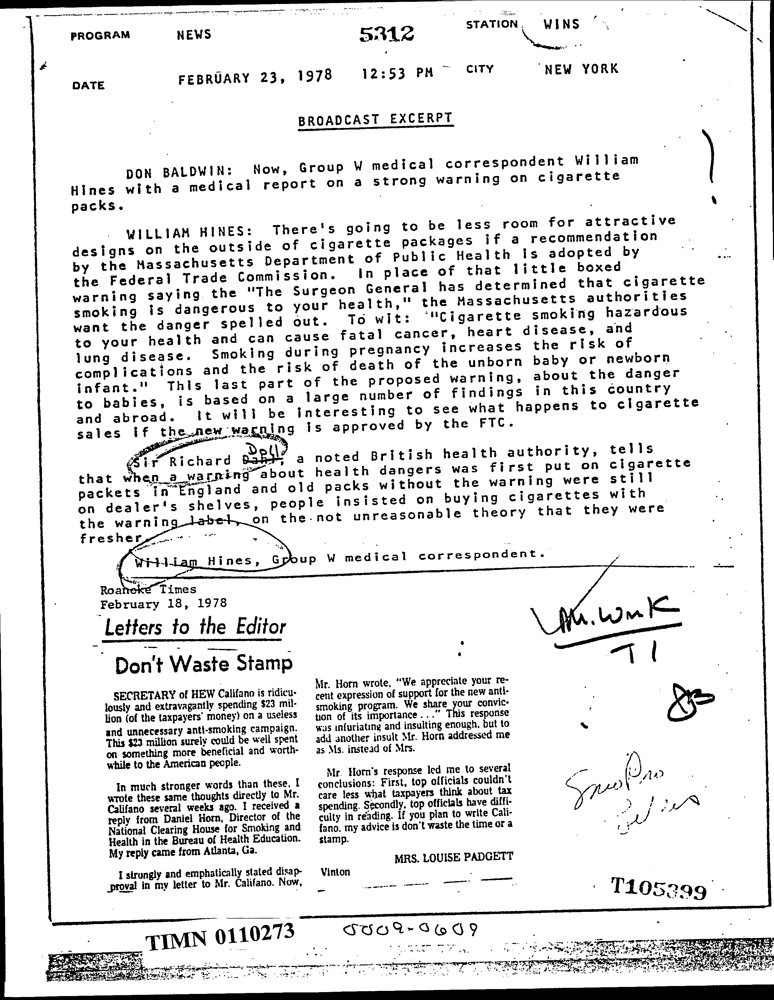 PROGRAM NEWS 5312 STATION WINS
DATE FEBRUARY 23, 1978 12:53 PM CITY NEW YORK
BROADCAST EXCERPT
DON BALDWIN: Now, Group W medical correspondent William
Hines with a medical report on a strong warning on cigarette
packs.
WILLIAM HINES: There's going to be less room for attractive
designs on the outside of cigarette packages if a recommendation
by the Massachusetts Department of Public Health is adopted by
the Federal Trade Commission. In place of that little boxed
warning saying the "The Surgeon General has determined that cigarette
smoking is dangerous to your health," the Massachusetts authorities
want the danger spelled out. To wit: "Cigarette smoking hazardous
to your health and can cause fatal cancer, heart disease, and
lung disease. Smoking during pregnancy increases the risk of
complications and the risk of death of the unborn baby or newborn
infant." This last part of the proposed warning, about the danger
to babies, is based on a large number of findings in this country
and abroad. It will be interesting to see what happens to cigarette
sales if the new warning is approved by the FTC.
Doll
Sir Richard , a noted British health authority, tells
that when a warning about health dangers was first put on cigarette
packets in England and old packs without the warning were still
on dealer's shelves, people insisted on buying cigarettes with
the warning label, on the not unreasonable theory that they were
fresher.
William Hines, Group W medical correspondent.
Roanoke Times
February 18, 1978
Letters to the Editor
Don't Waste Stamp
SECRETARY of HEW Califano is ridicu-
lously and extravagantly spending $23 mil-
lion (of the taxpayers' money) on a useless
and unnecessary anti-smoking campaign.
This $23 million surely could be well spent
on something more beneficial and worth-
while to the American people.
In much stronger words than these, I
wrote these same thoughts directly to Mr.
Califano several weeks ago. I received a
reply from Daniel Horn, Director of the
National Clearing House for Smoking and
Health in the Bureau of Health Education.
My reply came from Atlanta, Ga.
I strongly and emphatically stated disap-
proval in my letter to Mr. Califano. Now,
Mr. Horn wrote, "We appreciate your re-
cent expression of support for the new anti-
smoking program. We share your convic-
tion of its importance . . ." This response
was infuriating and insulting enough, but to
add another insult Mr. Horn addressed me
as Ms. instead of Mrs.
Mr. Horn's response led me to several
conclusions: First, top officials couldn't
care less what taxpayers think about tax
spending. Secondly, top officials have diffi-
culty in reading. If you plan to write Cali-
fano, my advice is don't waste the time or a
stamp.
MRS. LOUISE PADGETT
Vinton
TI
T105399
TIMN 0110273